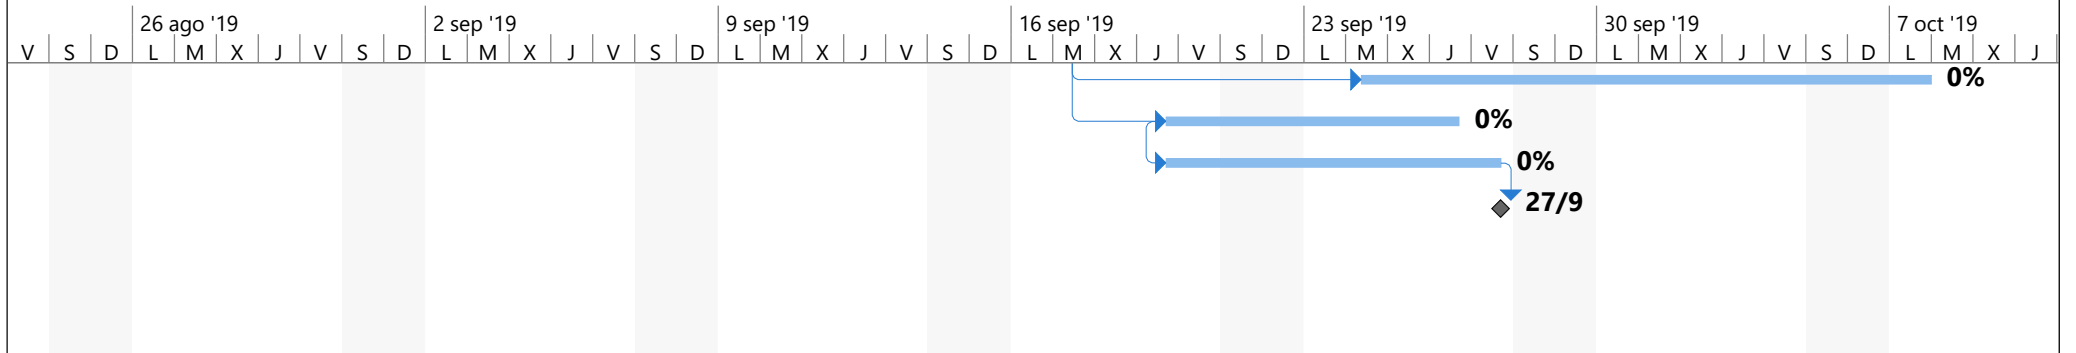 26 ago '19 2 sep '19 9 sep '19 16 sep '19 23 sep '19 30 sep '19 7 oct '19
V S D L M X J V S D L M X J V S D L M X J V S D L M X J V S D L M X J V S D L M X J V S D L M X J
0%
0%
0%
27/9